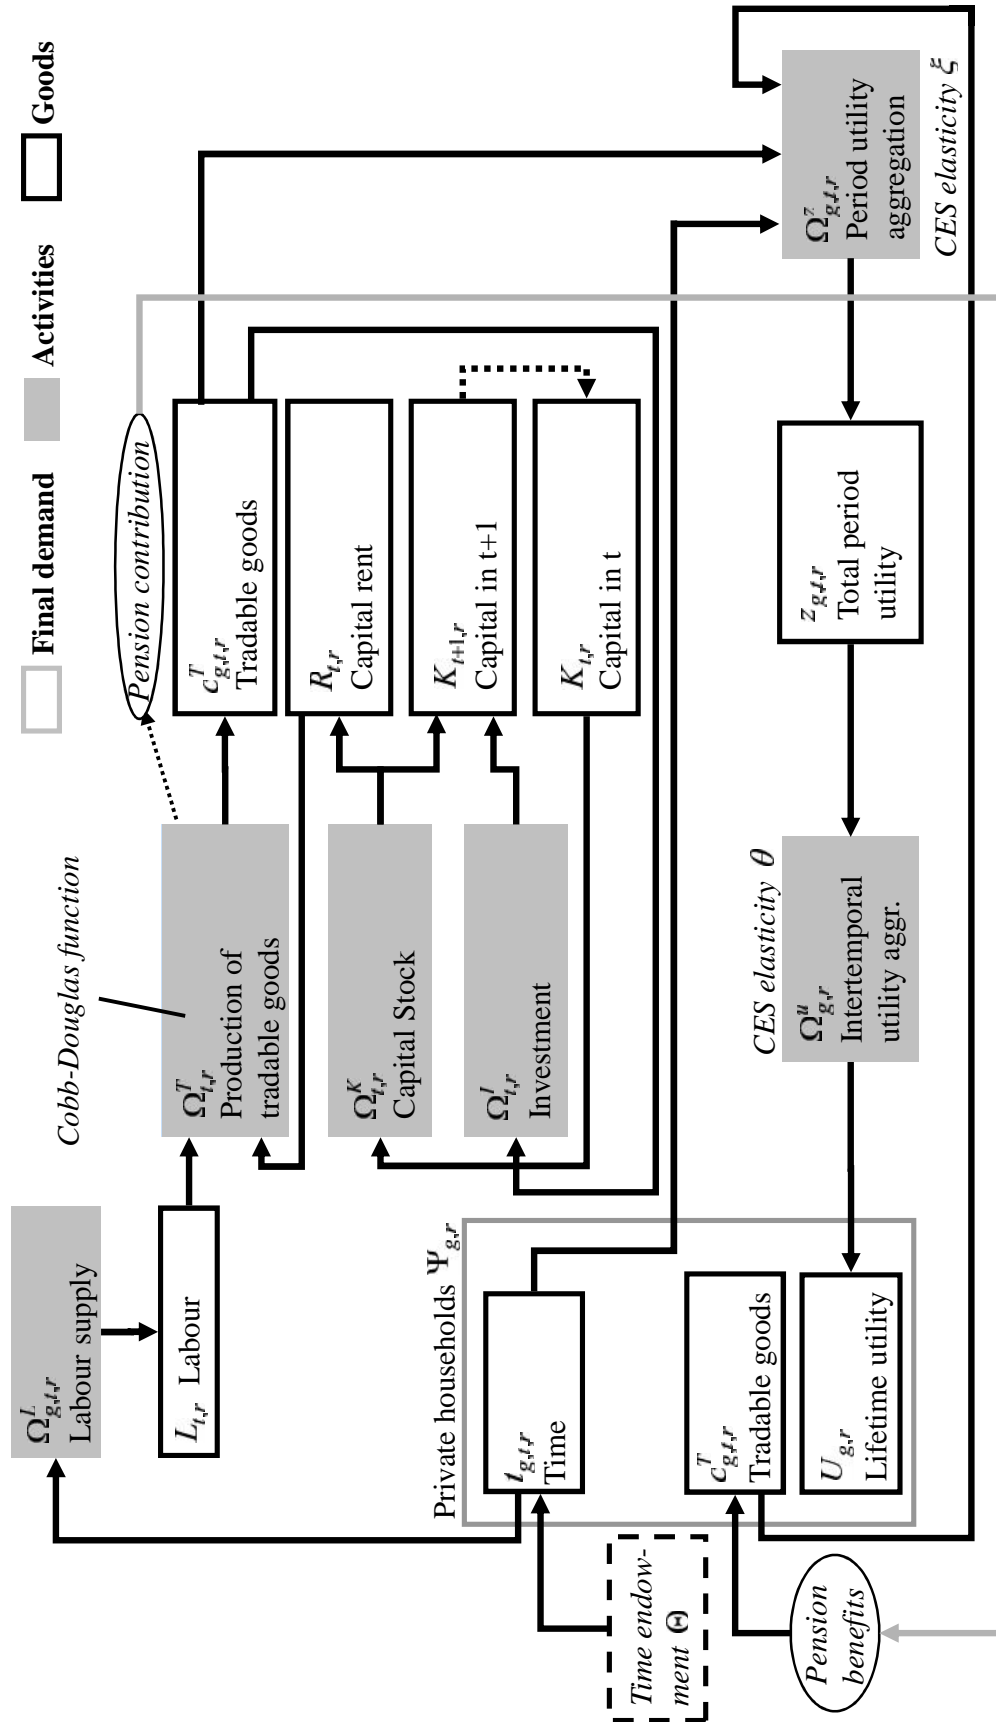 Final demand
Activities
Goods
Cobb-Douglas function
Pension contribution
Ω^L_{g,t,r}
Labour supply
L_{t,r} Labour
Ω^T_{t,r}
Production of
tradable goods
c^T_{g,t,r}
Tradable goods
R_{t,r}
Capital rent
Ω^K_{t,r}
Capital Stock
K_{t+1,r}
Capital in t+1
Ω^I_{t,r}
Investment
K_{t,r}
Capital in t
Private households Ψ_{g,r}
t_{g,t,r}
Time
Time endow-
ment Θ
c^T_{g,t,r}
Tradable goods
U_{g,r}
Lifetime utility
Pension
benefits
CES elasticity θ
Ω^u_{g,r}
Intertemporal
utility aggr.
z_{g,t,r}
Total period
utility
Ω^z_{g,t,r}
Period utility
aggregation
CES elasticity ξ